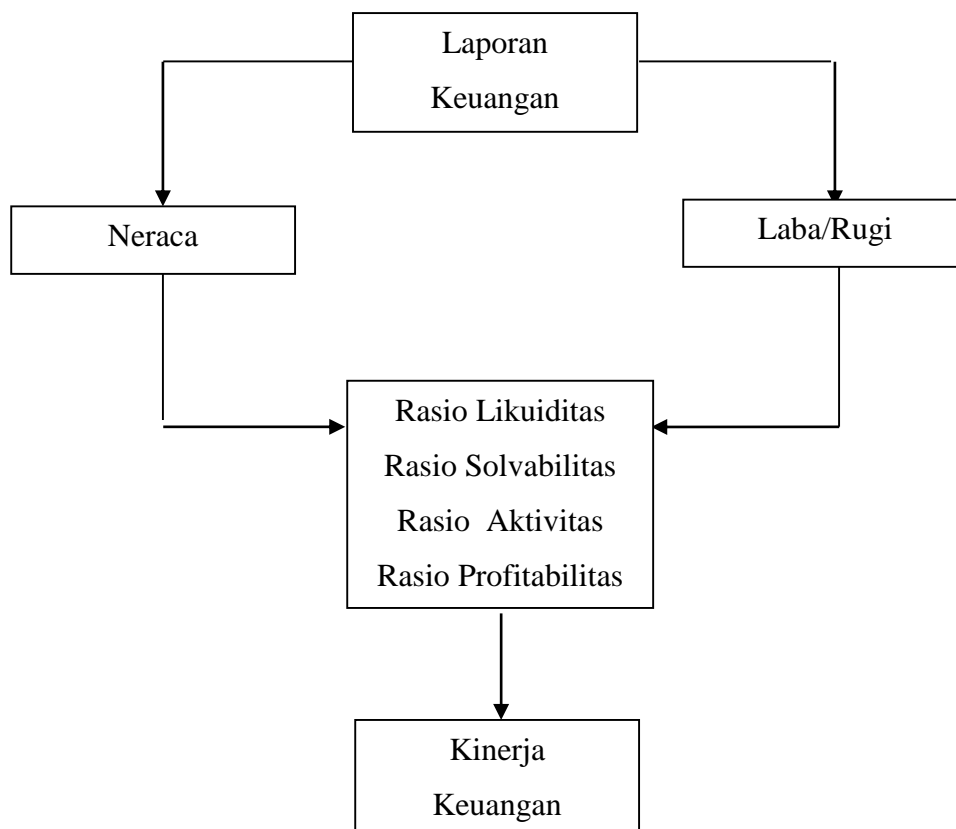 Laporan
Keuangan
Neraca
Laba/Rugi
Rasio Likuiditas
Rasio Solvabilitas
Rasio Aktivitas
Rasio Profitabilitas
Kinerja
Keuangan